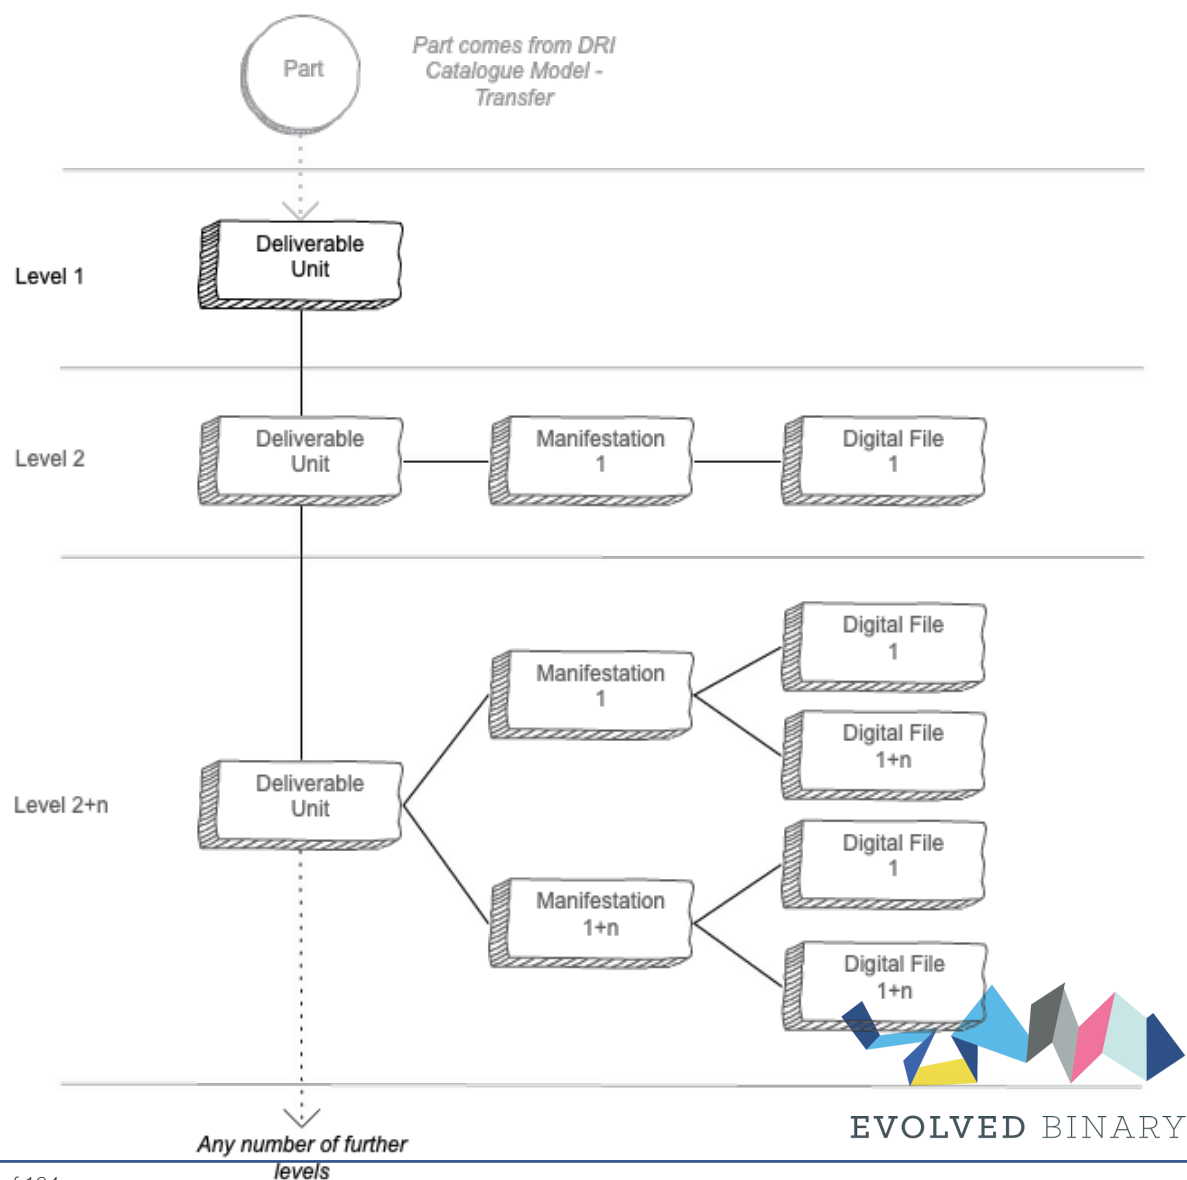 Part
Part comes from DRI
Catalogue Model -
Transfer
Level 1
Deliverable
Unit
Level 2
Deliverable
Unit
Manifestation
1
Digital File
1
Level 2+n
Deliverable
Unit
Manifestation
1
Digital File
1
Digital File
1+n
Manifestation
1+n
Digital File
1
Digital File
1+n
Any number of further
levels
EVOLVED BINARY